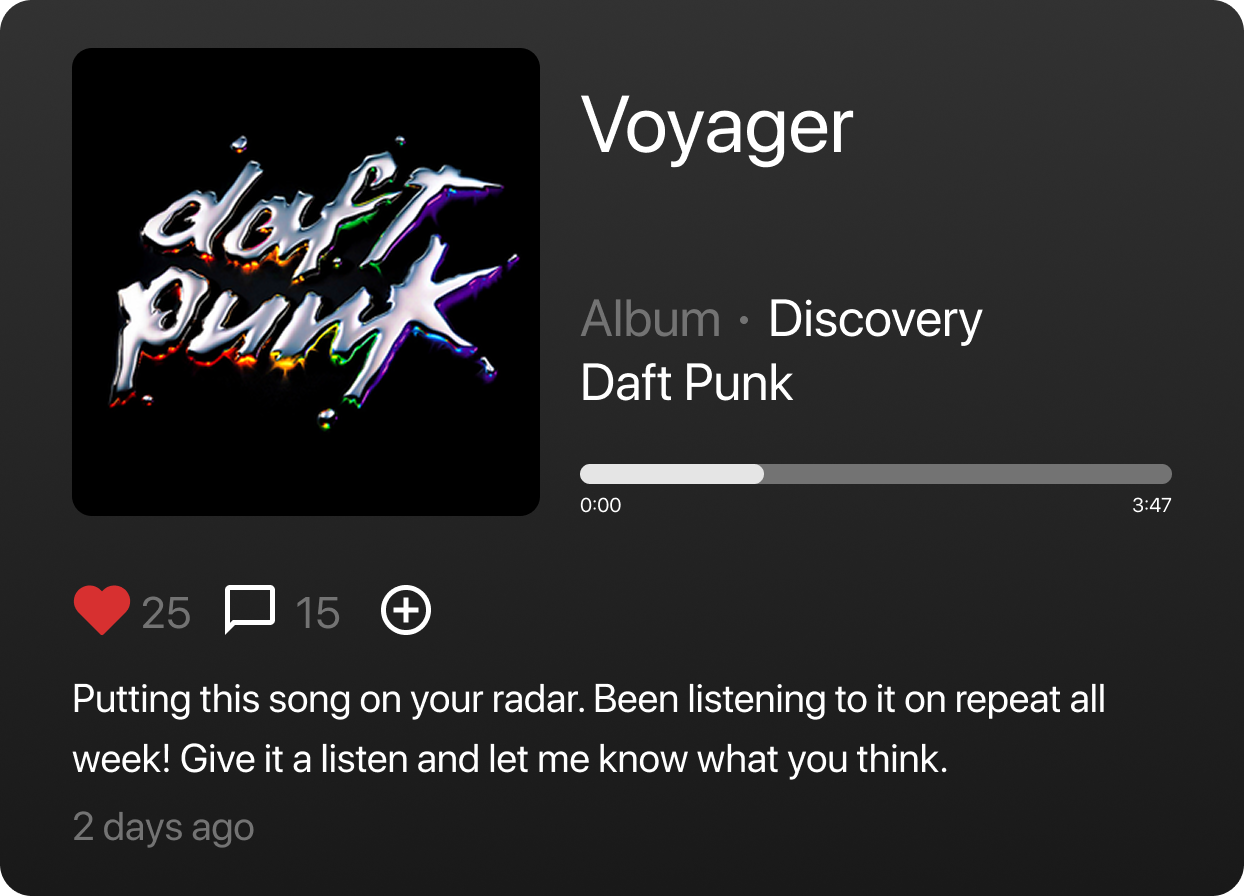 daft
punk
Voyager
Album • Discovery
Daft Punk
0:00 3:47
25 15
Putting this song on your radar. Been listening to it on repeat all
week! Give it a listen and let me know what you think.
2 days ago